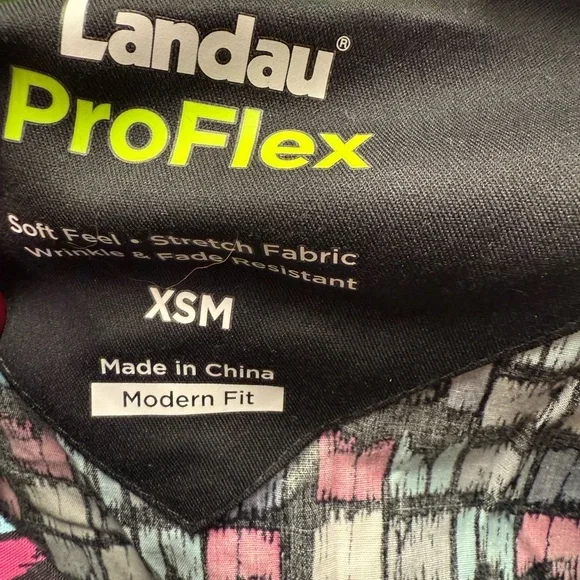 Landau®
ProFlex
Soft Feel • Stretch Fabric
Wrinkle & Fade Resistant
XSM
Made in China
Modern Fit